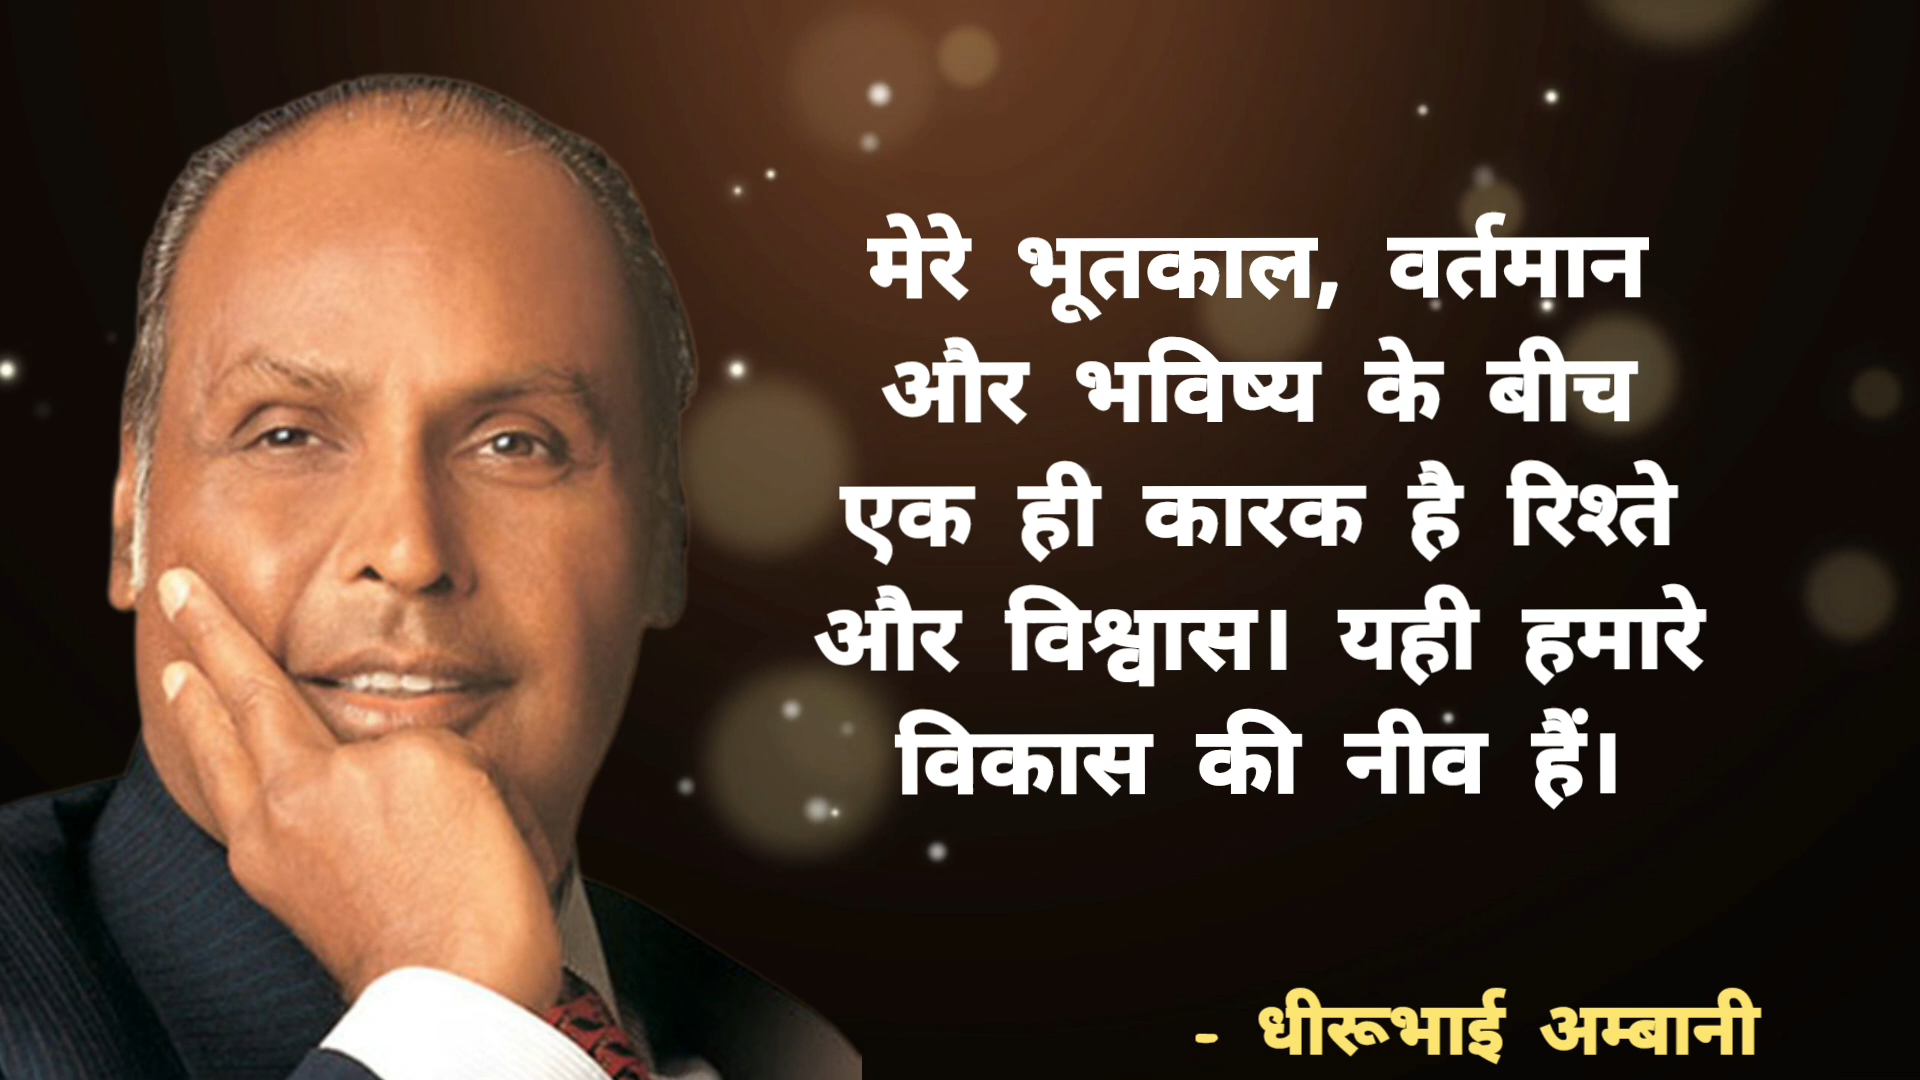 मेरे भूतकाल, वर्तमान
और भविष्य के बीच
एक ही कारक है रिश्ते
और विश्वास। यही हमारे
विकास की नीव हैं।
- धीरूभाई अम्बानी